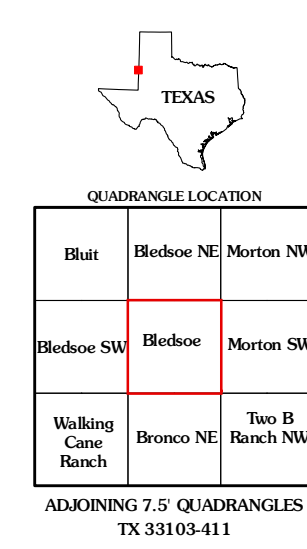 TEXAS
QUADRANGLE LOCATION
Bluit
Bledsoe NE
Morton NW
Bledsoe SW
Bledsoe
Morton SW
Walking
Cane
Ranch
Bronco NE
Two B
Ranch NW
ADJOINING 7.5' QUADRANGLES
TX 33103-411